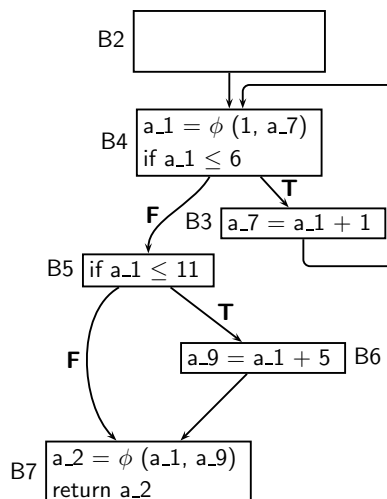 B2
B4
a_1 = ϕ (1, a_7)
if a_1 ≤ 6
F
T
B3
a_7 = a_1 + 1
B5
if a_1 ≤ 11
F
T
a_9 = a_1 + 5
B6
B7
a_2 = ϕ (a_1, a_9)
return a_2